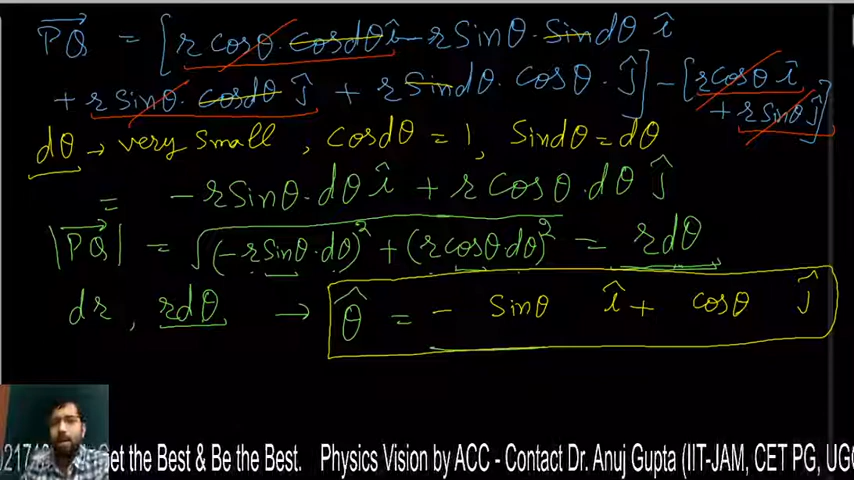 PQ⃗ = [r cosθ. cosdθ î - r Sinθ. Sindθ î
+ r sinθ. cosdθ ĵ + r Sindθ. cosθ. ĵ] - [r cosθ î
+ r sinθ ĵ]
dθ → very small , Cosdθ = 1, Sindθ = dθ
= -r Sinθ. dθ î + r Cosθ. dθ ĵ
|PQ⃗| = √(-r Sinθ.dθ)² + (r cosθ.dθ)² = r dθ
dr , r dθ → θ̂ = - Sinθ î + cosθ ĵ
et the Best & Be the Best. Physics Vision by ACC - Contact Dr. Anuj Gupta (IIT-JAM, CET PG, UG